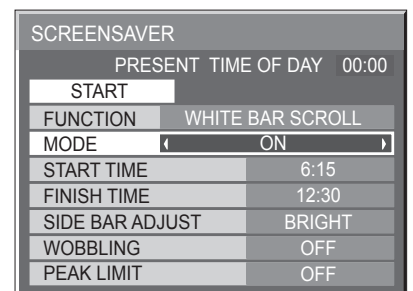 SCREENSAVER
PRESENT TIME OF DAY 00:00
START
FUNCTION WHITE BAR SCROLL
MODE ON
START TIME 6:15
FINISH TIME 12:30
SIDE BAR ADJUST BRIGHT
WOBBLING OFF
PEAK LIMIT OFF